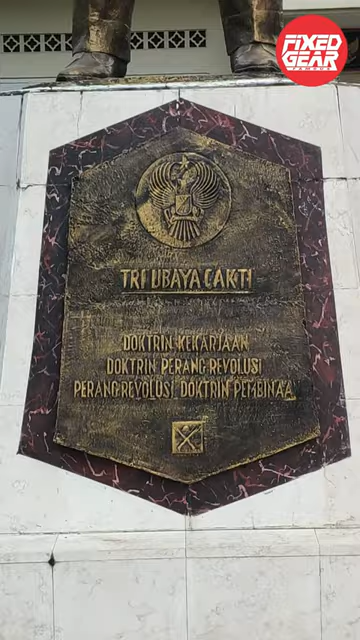 FiXED
GEAR
TRI UBAYA CAKTI
DOKTRIN KEKARJAAN
DOKTRIN PERANG REVOLUSI
PERANG REVOLUSI, DOKTRIN PEMBINAA